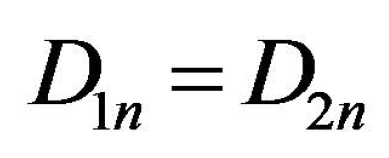 D₁ₙ = D₂ₙ